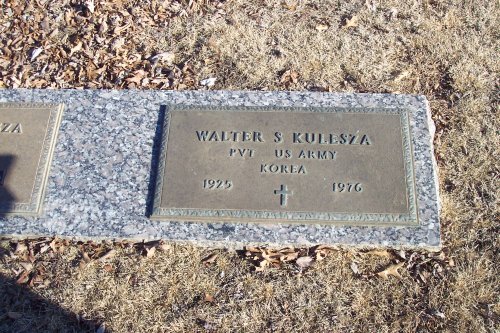 ZA
WALTER S KULESZA
PVT US ARMY
KOREA
1925 1976